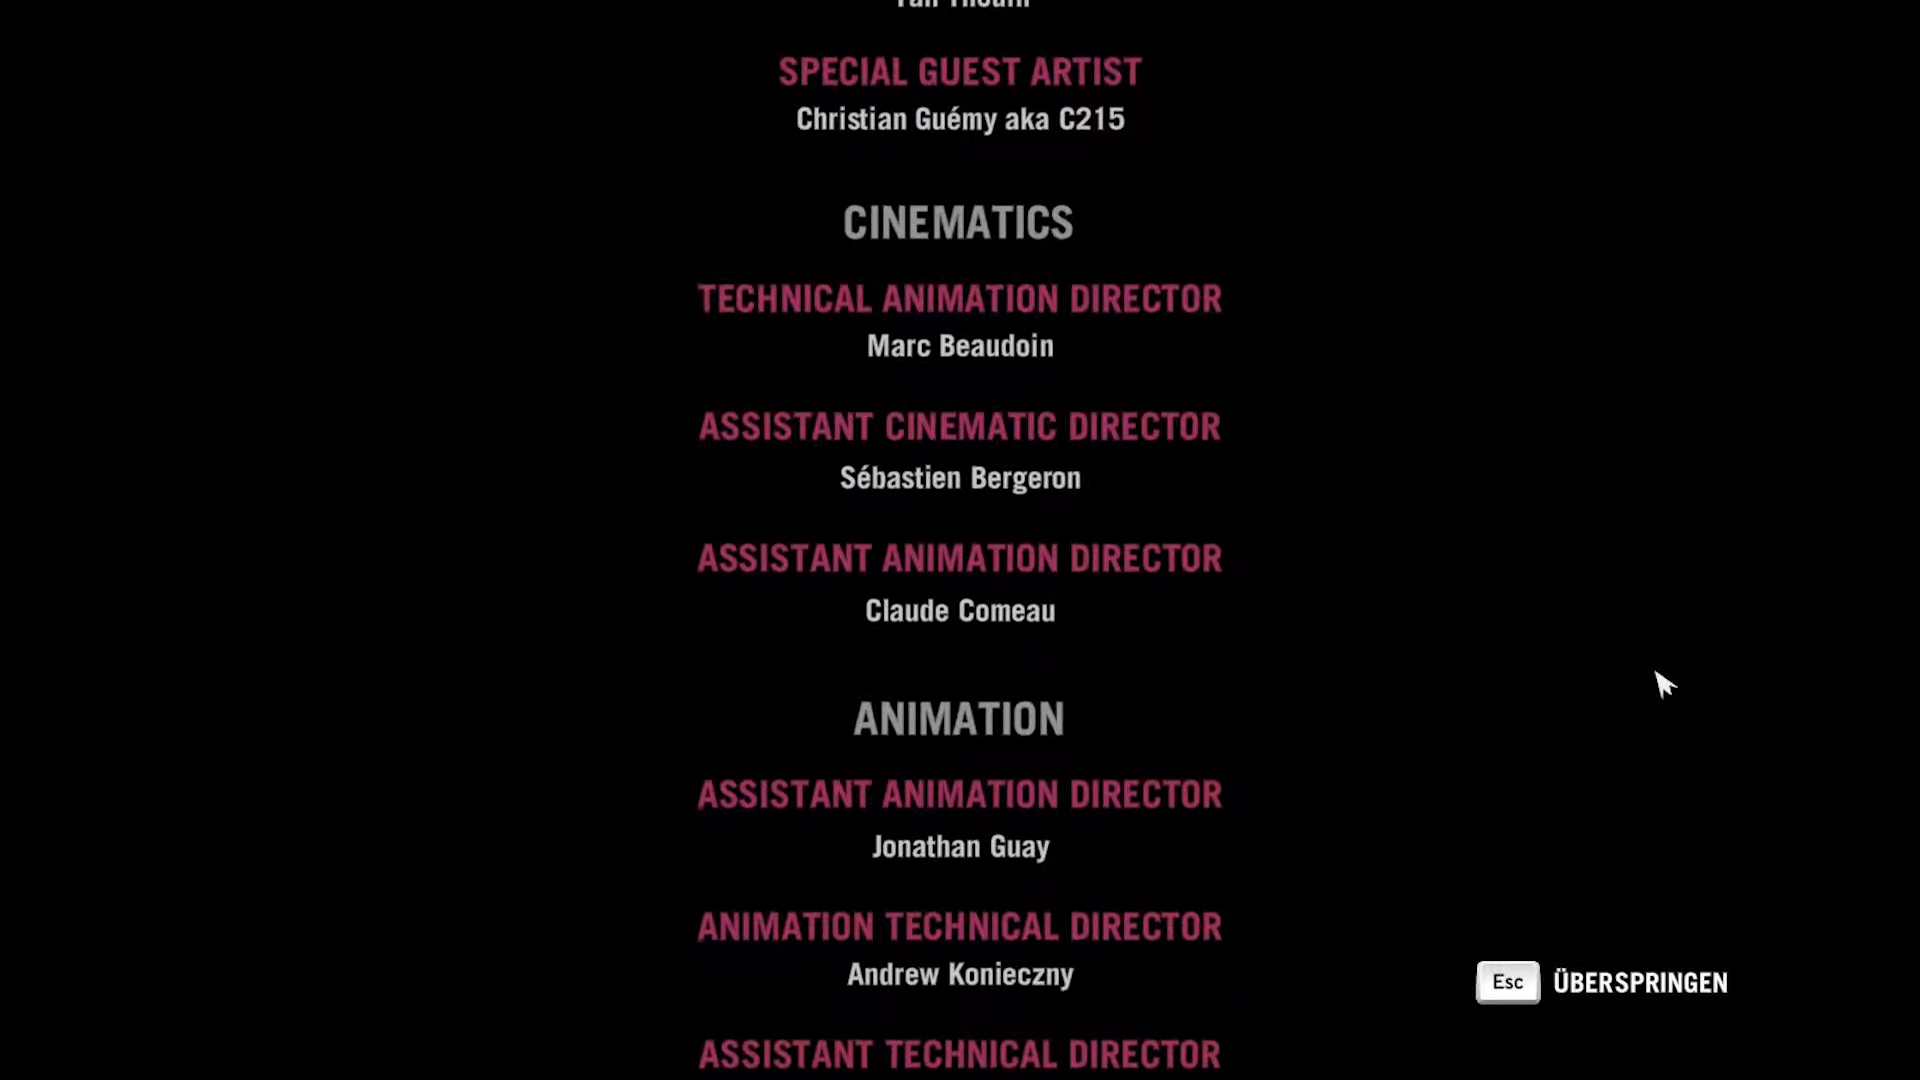 SPECIAL GUEST ARTIST
Christian Guémy aka C215
CINEMATICS
TECHNICAL ANIMATION DIRECTOR
Marc Beaudoin
ASSISTANT CINEMATIC DIRECTOR
Sébastien Bergeron
ASSISTANT ANIMATION DIRECTOR
Claude Comeau
ANIMATION
ASSISTANT ANIMATION DIRECTOR
Jonathan Guay
ANIMATION TECHNICAL DIRECTOR
Andrew Konieczny
Esc ÜBERSPRINGEN
ASSISTANT TECHNICAL DIRECTOR